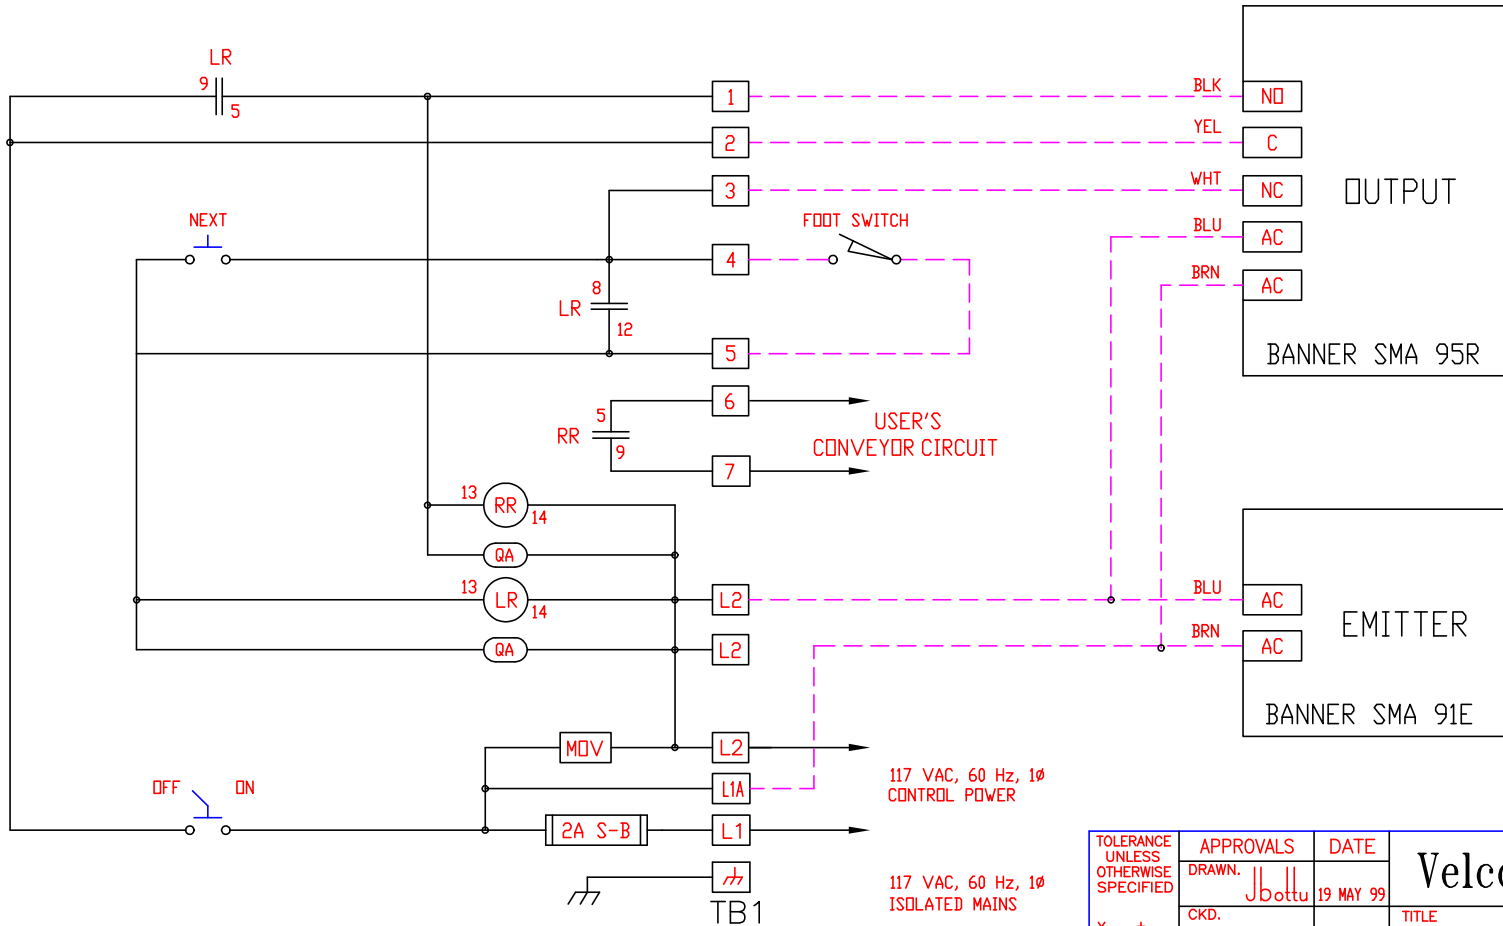 LR
9
5
1
BLK
NO
2
YEL
C
3
WHT
NC
OUTPUT
NEXT
4
FOOT SWITCH
BLU
AC
BRN
AC
8
LR
12
5
BANNER SMA 95R
6
5
RR
9
USER'S
CONVEYOR CIRCUIT
7
13
RR
14
QA
13
LR
14
L2
BLU
AC
EMITTER
QA
L2
BRN
AC
BANNER SMA 91E
MOV
L2
L1A
117 VAC, 60 Hz, 1ø
CONTROL POWER
OFF
ON
2A S-B
L1
117 VAC, 60 Hz, 1ø
ISOLATED MAINS
TB1
TOLERANCE
UNLESS
OTHERWISE
SPECIFIED
APPROVALS
DATE
DRAWN.
Jbottu
19 MAY 99
CKD.
TITLE